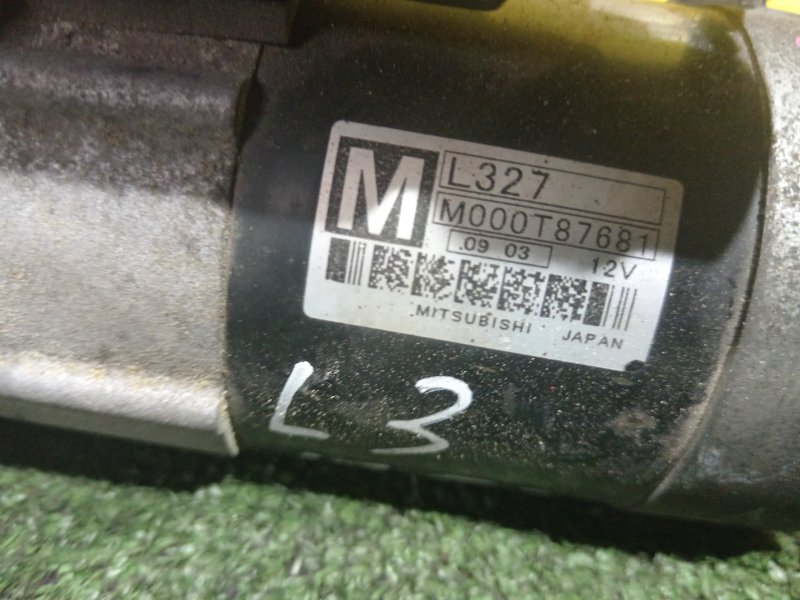 M
L327
M000T87681
.09 03
12V
MITSUBISHI JAPAN
L3